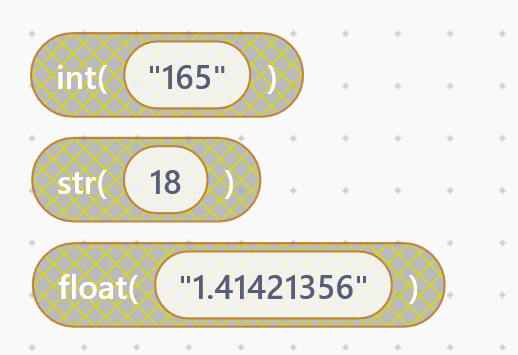 int( "165" )
str( 18 )
float( "1.41421356" )